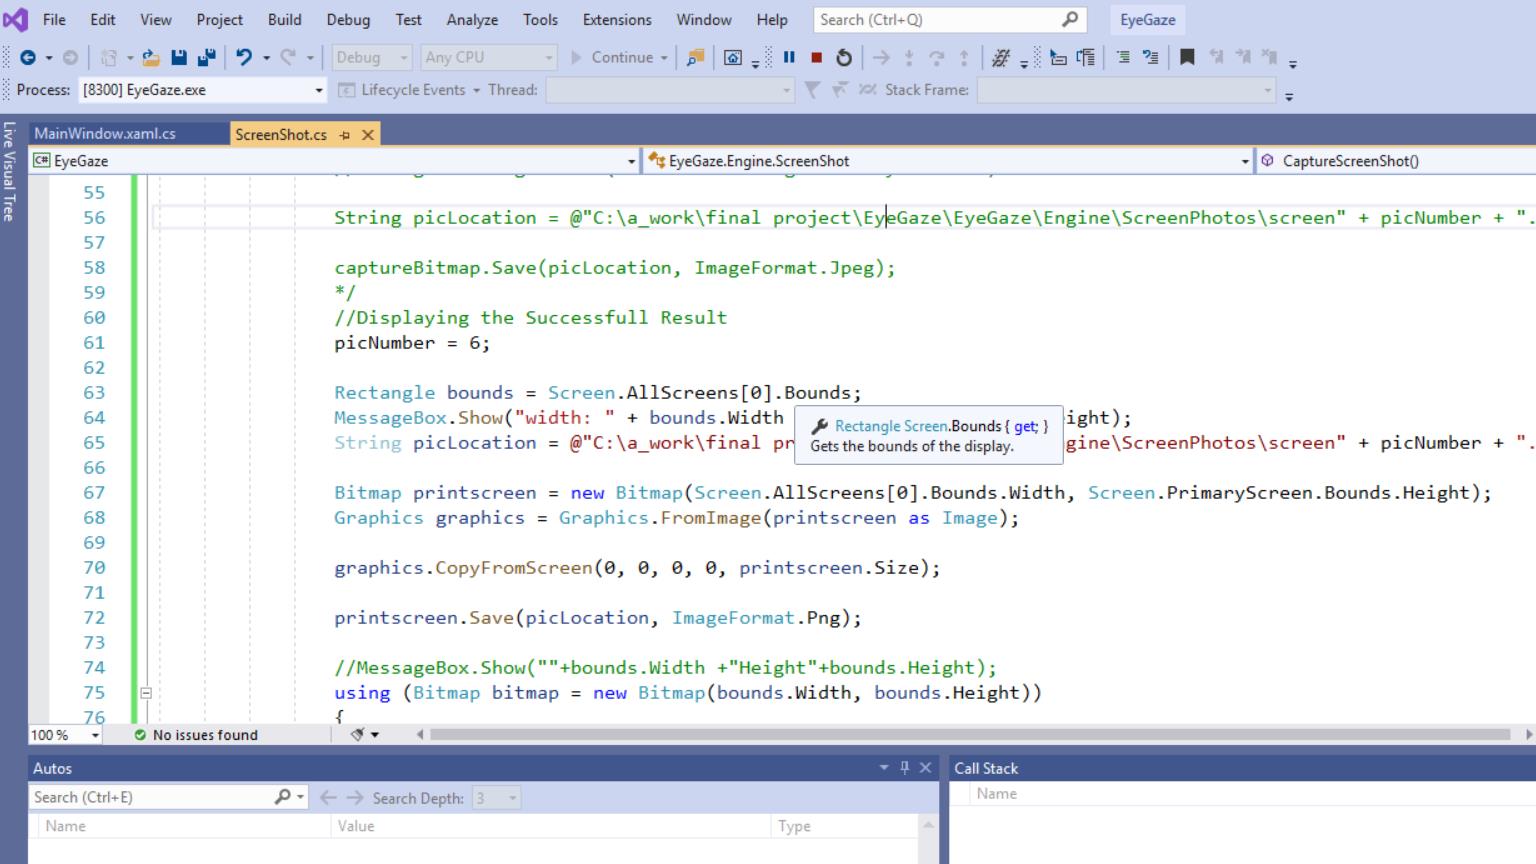 File Edit View Project Build Debug Test Analyze Tools Extensions Window Help Search (Ctrl+Q) EyeGaze
Debug Any CPU Continue
Process: [8300] EyeGaze.exe Lifecycle Events Thread: Stack Frame:
Live Visual Tree
MainWindow.xaml.cs ScreenShot.cs
C# EyeGaze EyeGaze.Engine.ScreenShot CaptureScreenShot()
55
56 String picLocation = @"C:\a_work\final project\EyeGaze\EyeGaze\Engine\ScreenPhotos\screen" + picNumber + ".
57
58 captureBitmap.Save(picLocation, ImageFormat.Jpeg);
59 */
60 //Displaying the Successfull Result
61 picNumber = 6;
62
63 Rectangle bounds = Screen.AllScreens[0].Bounds;
64 MessageBox.Show("width: " + bounds.Width ight);
Rectangle Screen.Bounds { get; }
Gets the bounds of the display.
65 String picLocation = @"C:\a_work\final pr gine\ScreenPhotos\screen" + picNumber + ".
66
67 Bitmap printscreen = new Bitmap(Screen.AllScreens[0].Bounds.Width, Screen.PrimaryScreen.Bounds.Height);
68 Graphics graphics = Graphics.FromImage(printscreen as Image);
69
70 graphics.CopyFromScreen(0, 0, 0, 0, printscreen.Size);
71
72 printscreen.Save(picLocation, ImageFormat.Png);
73
74 //MessageBox.Show(""+bounds.Width +"Height"+bounds.Height);
75 using (Bitmap bitmap = new Bitmap(bounds.Width, bounds.Height))
76 {
100 % No issues found
Autos Call Stack
Search (Ctrl+E) Search Depth: 3 Name
Name Value Type